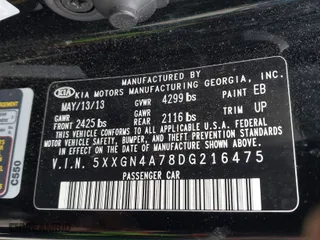 MANUFACTURED BY
KIA KIA MOTORS MANUFACTURING GEORGIA, INC.
MAY/13/13 GVWR 4299 lbs PAINT EB
GAWR FRONT 2425 lbs GAWR REAR 2116 lbs TRIM UP
THIS VEHICLE CONFORMS TO ALL APPLICABLE FEDERAL
MOTOR VEHICLE SAFETY, BUMPER, AND THEFT PREVENTION
STANDARDS IN EFFECT ON THE DATE OF MANUFACTURE
SHOWN ABOVE.
V.I.N. 5XXGN4A78DG216475
PASSENGER CAR
C550